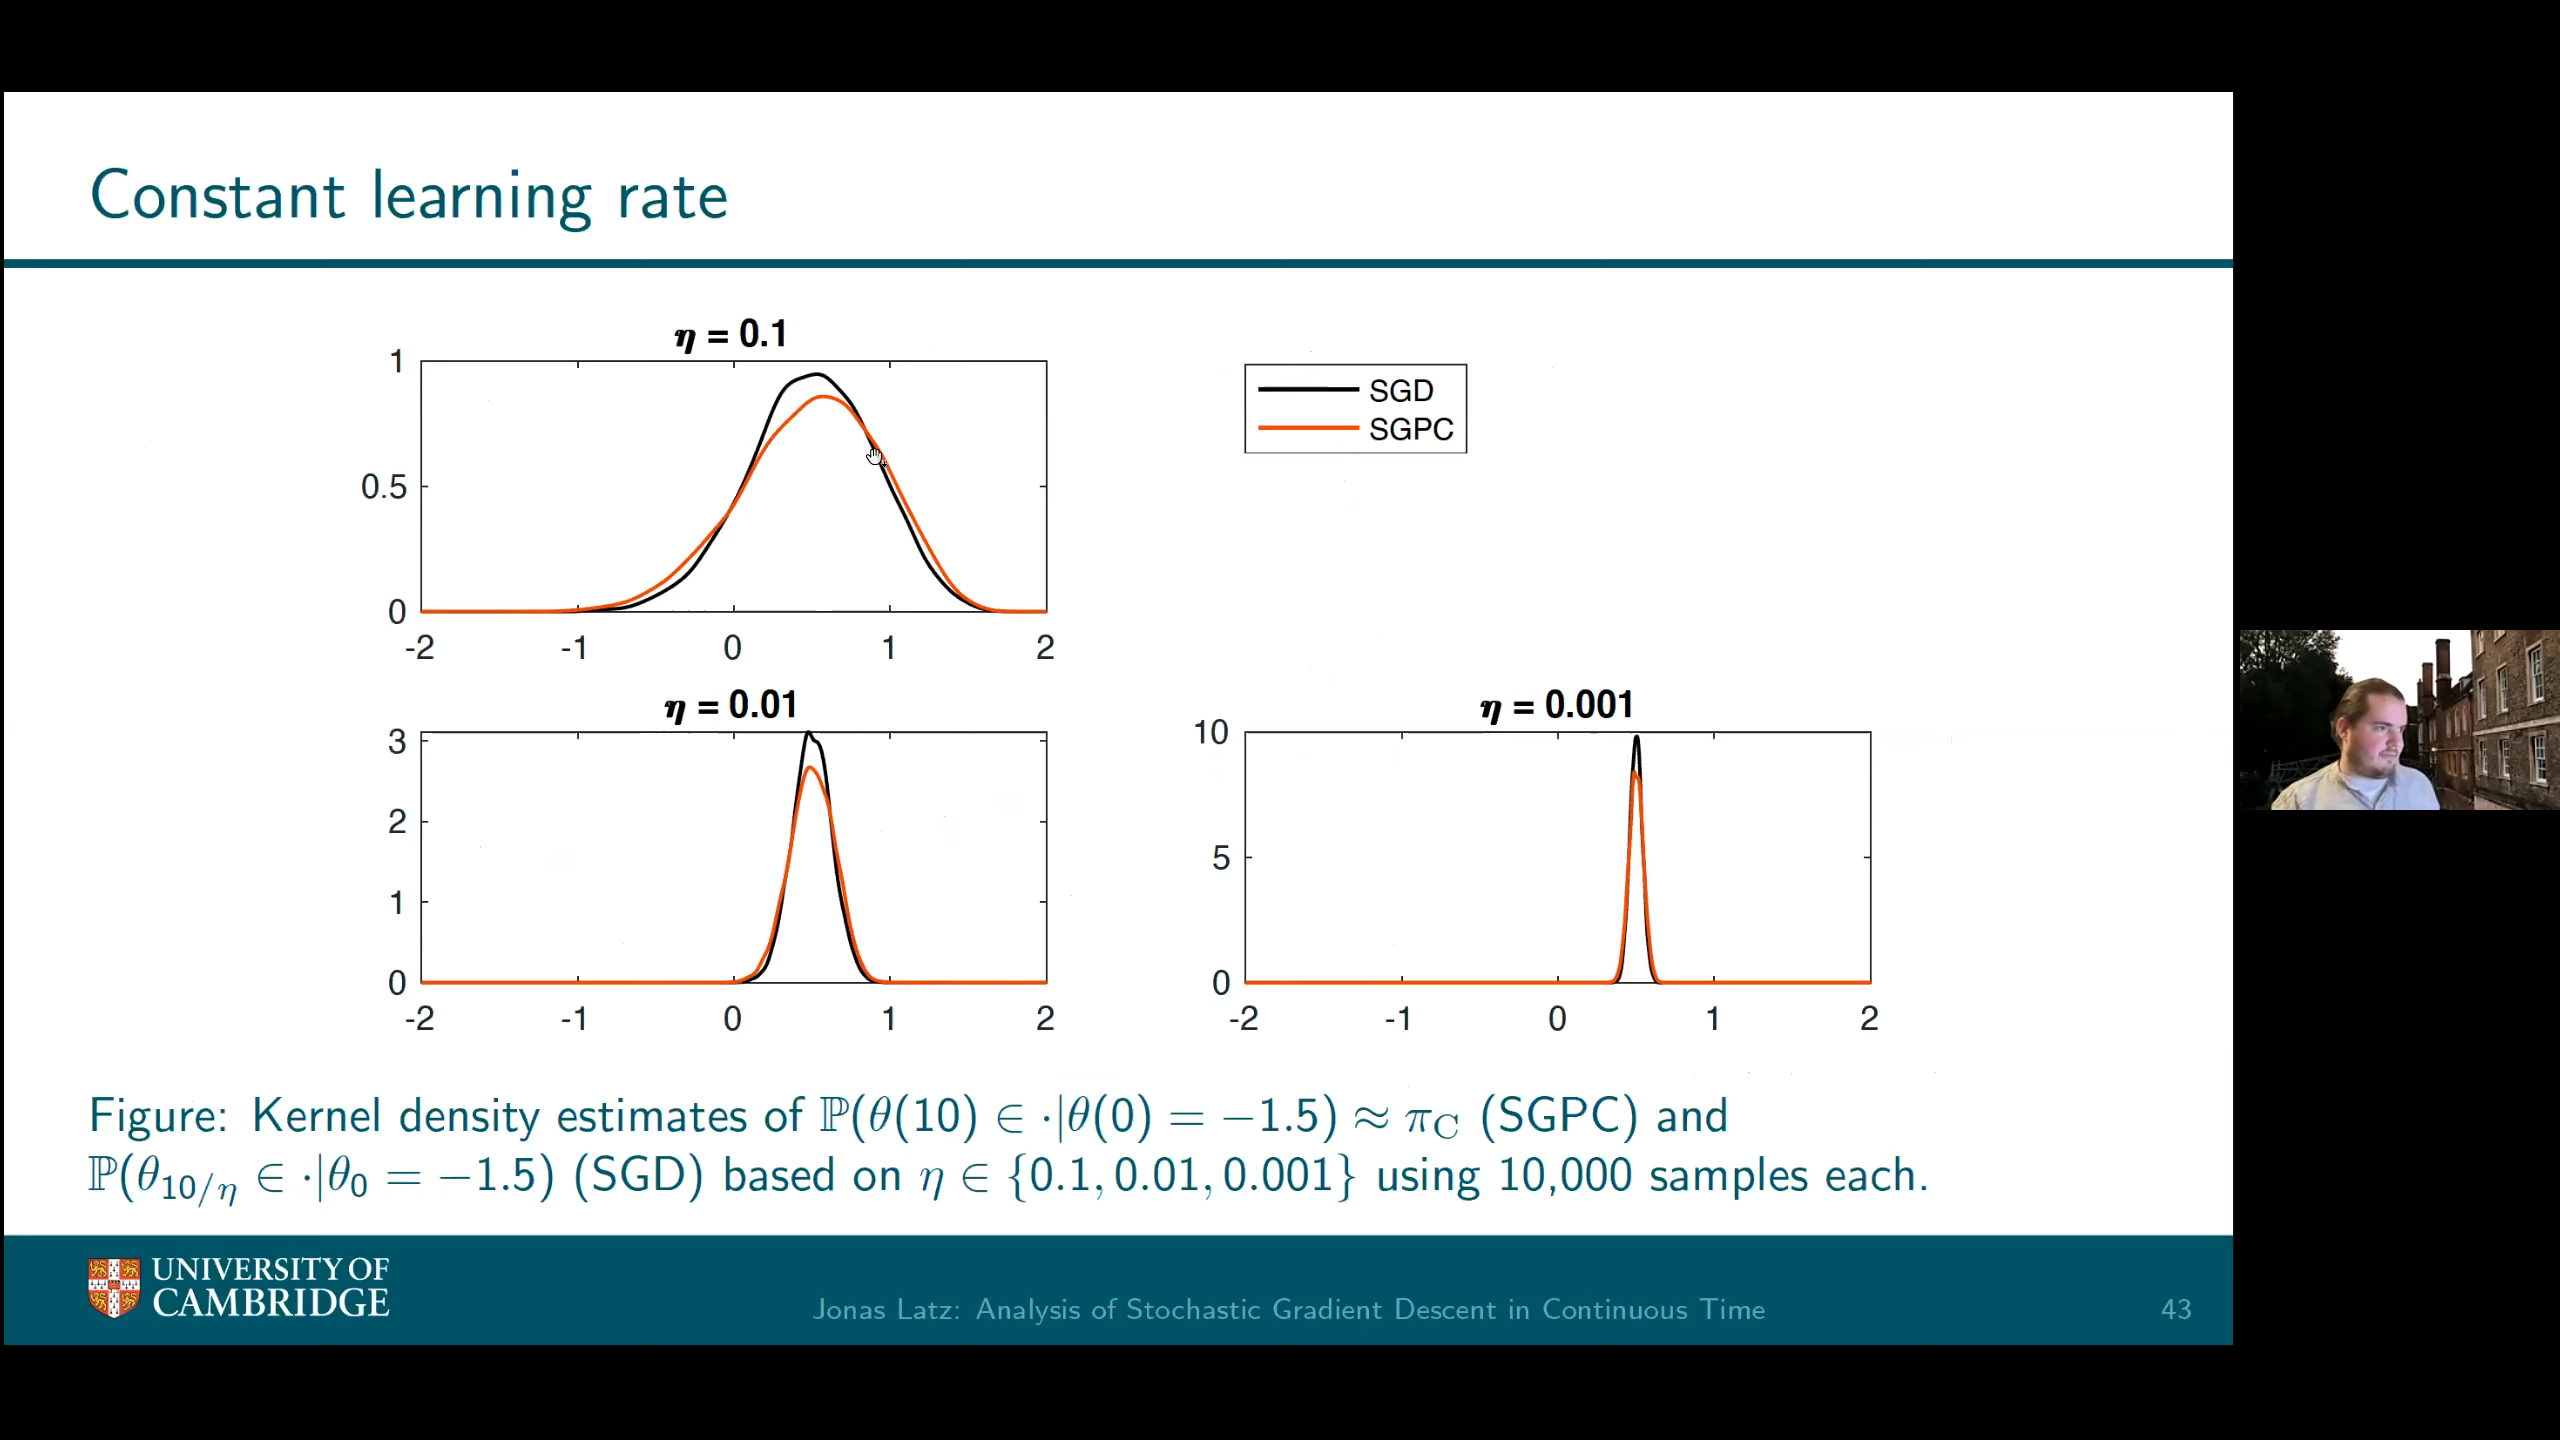 Constant learning rate
η = 0.1
1
0.5
0
-2 -1 0 1 2
SGD
SGPC
η = 0.01
3
2
1
0
-2 -1 0 1 2
η = 0.001
10
5
0
-2 -1 0 1 2
Figure: Kernel density estimates of ℙ(θ(10) ∈ ·|θ(0) = −1.5) ≈ π_C (SGPC) and
ℙ(θ_{10/η} ∈ ·|θ_0 = −1.5) (SGD) based on η ∈ {0.1, 0.01, 0.001} using 10,000 samples each.
UNIVERSITY OF
CAMBRIDGE
Jonas Latz: Analysis of Stochastic Gradient Descent in Continuous Time
43